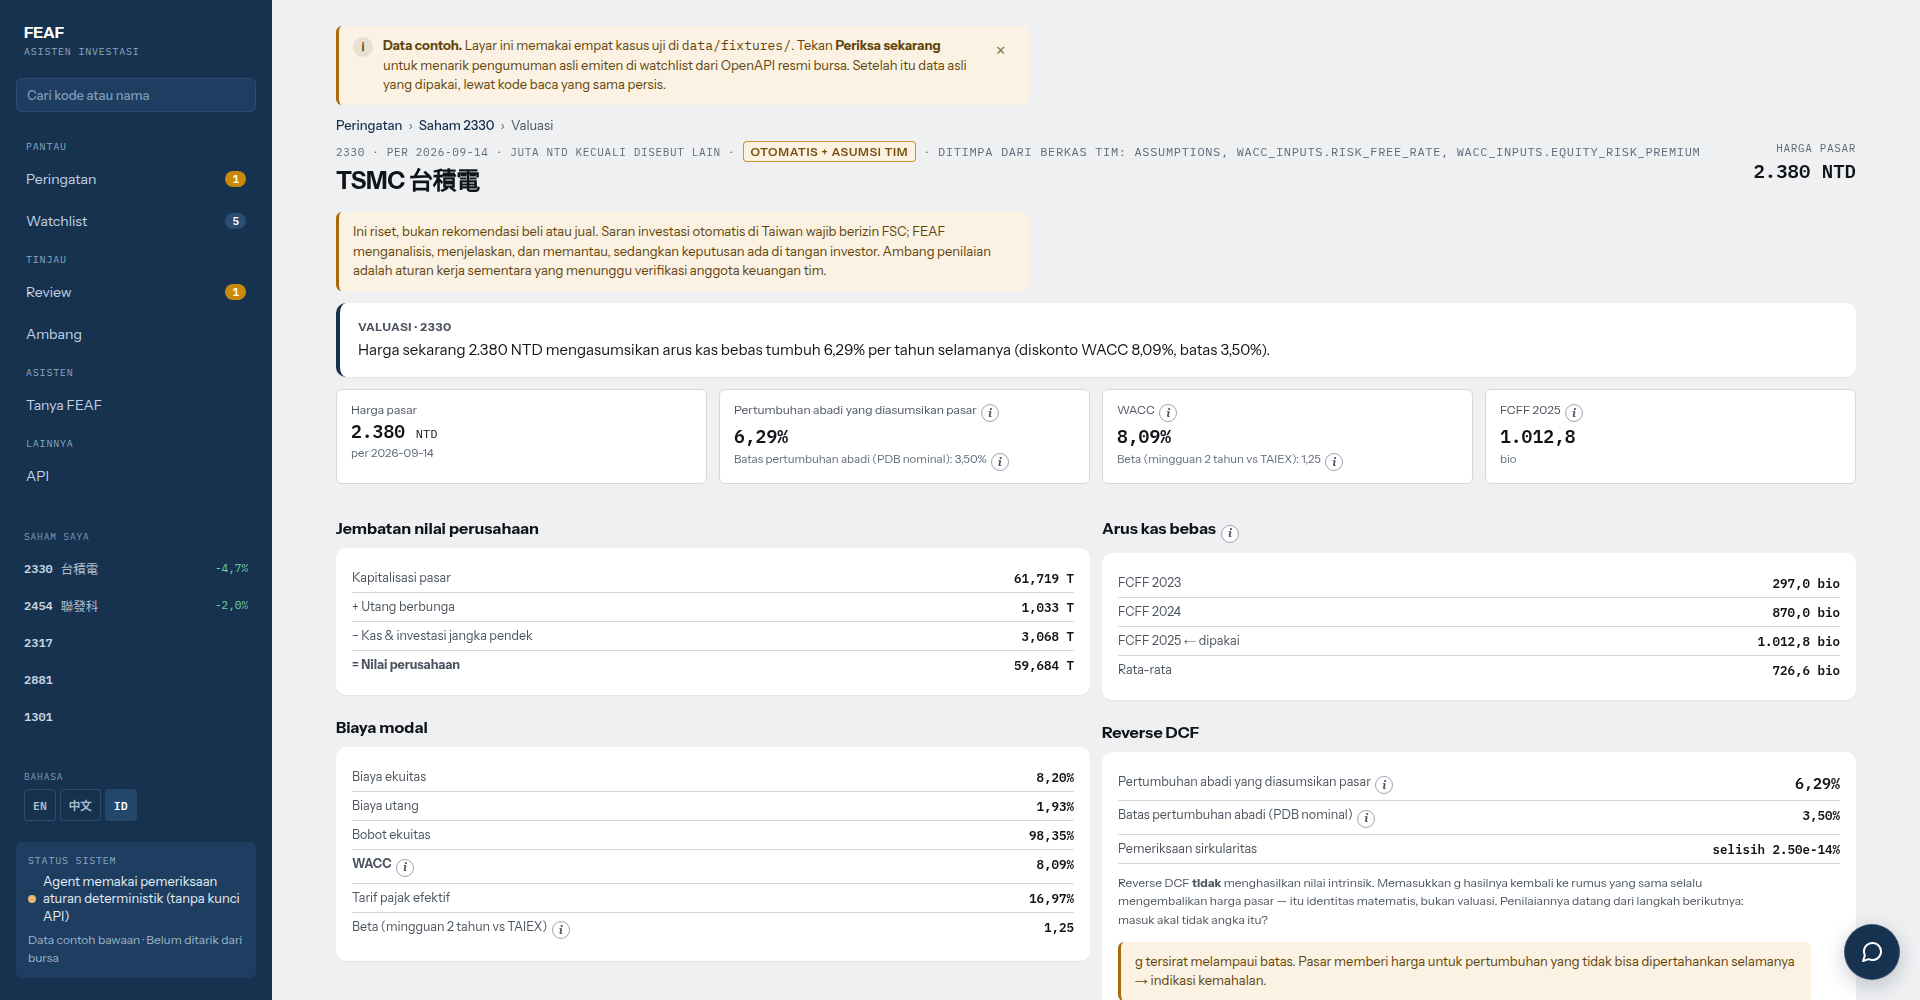 FEAF
ASISTEN INVESTASI
Cari kode atau nama
PANTAU
Peringatan 1
Watchlist 5
TINJAU
Review 1
Ambang
ASISTEN
Tanya FEAF
LAINNYA
API
SAHAM SAYA
2330 台積電 -4,7%
2454 聯發科 -2,0%
2317
2881
1301
BAHASA
EN 中文 ID
STATUS SISTEM
Agent memakai pemeriksaan
aturan deterministik (tanpa kunci
API)
Data contoh bawaan · Belum ditarik dari
bursa
i Data contoh. Layar ini memakai empat kasus uji di data/fixtures/. Tekan Periksa sekarang ×
untuk menarik pengumuman asli emiten di watchlist dari OpenAPI resmi bursa. Setelah itu data asli
yang dipakai, lewat kode baca yang sama persis.
Peringatan › Saham 2330 › Valuasi
2330 · PER 2026-09-14 · JUTA NTD KECUALI DISEBUT LAIN · OTOMATIS + ASUMSI TIM · DITIMPA DARI BERKAS TIM: ASSUMPTIONS, WACC_INPUTS.RISK_FREE_RATE, WACC_INPUTS.EQUITY_RISK_PREMIUM
TSMC 台積電
HARGA PASAR
2.380 NTD
Ini riset, bukan rekomendasi beli atau jual. Saran investasi otomatis di Taiwan wajib berizin FSC; FEAF
menganalisis, menjelaskan, dan memantau, sedangkan keputusan ada di tangan investor. Ambang penilaian
adalah aturan kerja sementara yang menunggu verifikasi anggota keuangan tim.
VALUASI · 2330
Harga sekarang 2.380 NTD mengasumsikan arus kas bebas tumbuh 6,29% per tahun selamanya (diskonto WACC 8,09%, batas 3,50%).
Harga pasar
2.380 NTD
per 2026-09-14
Pertumbuhan abadi yang diasumsikan pasar i
6,29%
Batas pertumbuhan abadi (PDB nominal): 3,50% i
WACC i
8,09%
Beta (mingguan 2 tahun vs TAIEX): 1,25 i
FCFF 2025 i
1.012,8
bio
Jembatan nilai perusahaan
Kapitalisasi pasar 61,719 T
+ Utang berbunga 1,033 T
− Kas & investasi jangka pendek 3,068 T
= Nilai perusahaan 59,684 T
Biaya modal
Biaya ekuitas 8,20%
Biaya utang 1,93%
Bobot ekuitas 98,35%
WACC i 8,09%
Tarif pajak efektif 16,97%
Beta (mingguan 2 tahun vs TAIEX) i 1,25
Arus kas bebas i
FCFF 2023 297,0 bio
FCFF 2024 870,0 bio
FCFF 2025 ← dipakai 1.012,8 bio
Rata-rata 726,6 bio
Reverse DCF
Pertumbuhan abadi yang diasumsikan pasar i 6,29%
Batas pertumbuhan abadi (PDB nominal) i 3,50%
Pemeriksaan sirkularitas selisih 2.50e-14%
Reverse DCF tidak menghasilkan nilai intrinsik. Memasukkan g hasilnya kembali ke rumus yang sama selalu
mengembalikan harga pasar — itu identitas matematis, bukan valuasi. Penilaiannya datang dari langkah berikutnya:
masuk akal tidak angka itu?
g tersirat melampaui batas. Pasar memberi harga untuk pertumbuhan yang tidak bisa dipertahankan selamanya
→ indikasi kemahalan.